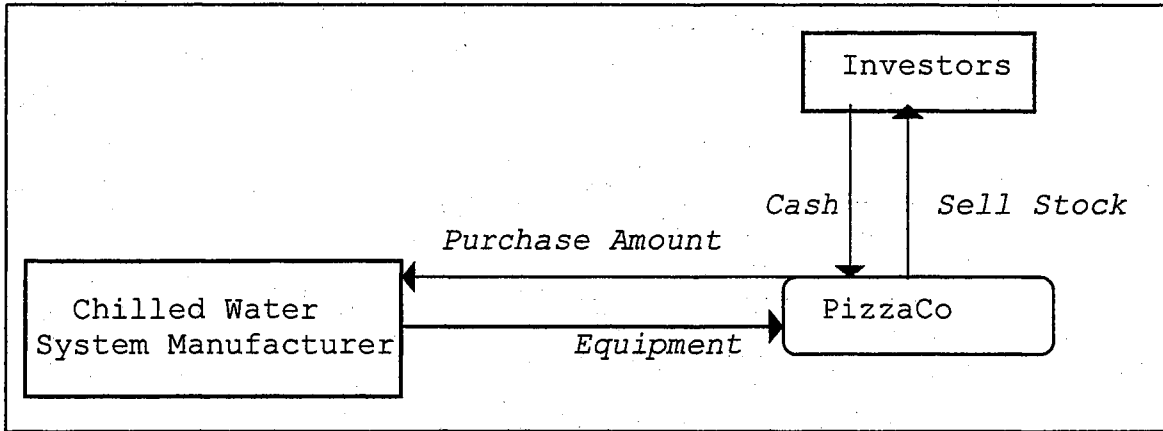 Investors
Cash
Sell Stock
Purchase Amount
Chilled Water
System Manufacturer
PizzaCo
Equipment